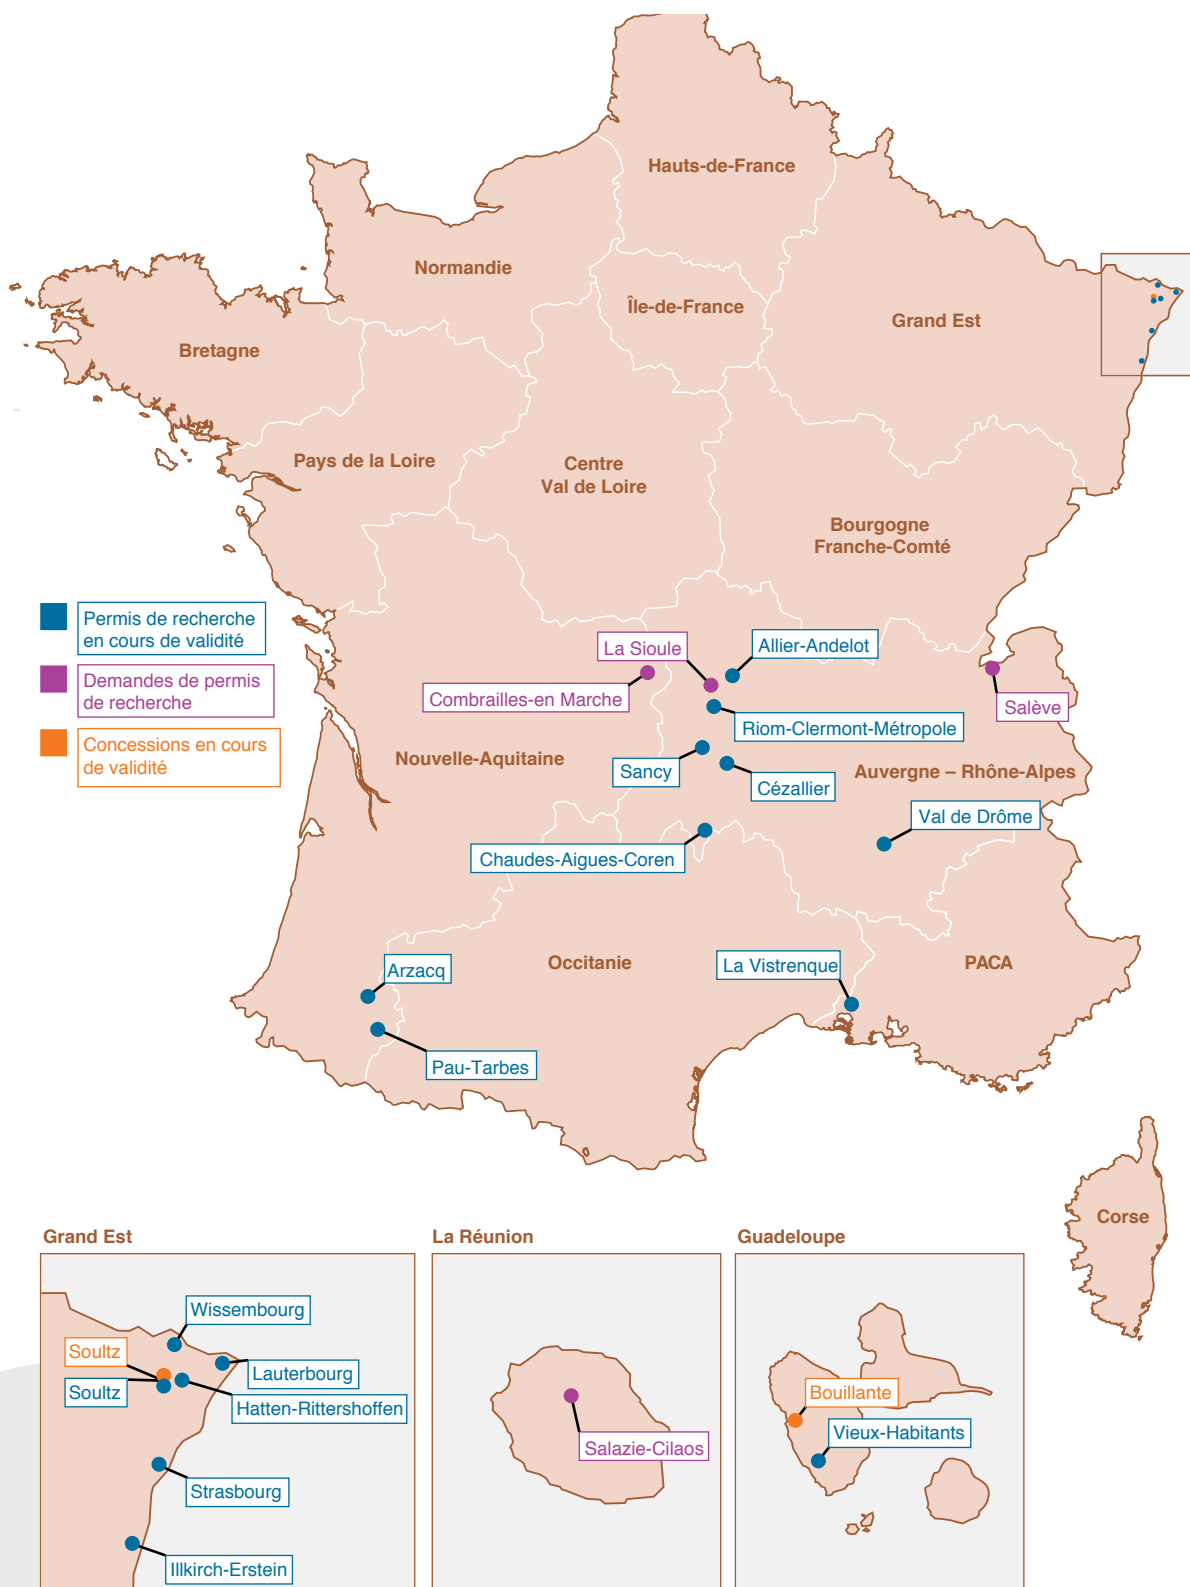 Hauts-de-France
Normandie
Île-de-France
Grand Est
Bretagne
Pays de la Loire
Centre
Val de Loire
Bourgogne
Franche-Comté
Permis de recherche
en cours de validité
Demandes de permis
de recherche
Concessions en cours
de validité
La Sioule
Allier-Andelot
Combrailles-en Marche
Salève
Riom-Clermont-Métropole
Nouvelle-Aquitaine
Sancy
Cézallier
Auvergne – Rhône-Alpes
Val de Drôme
Chaudes-Aigues-Coren
Arzacq
Occitanie
La Vistrenque
PACA
Pau-Tarbes
Corse
Grand Est
Wissembourg
Soultz
Lauterbourg
Soultz
Hatten-Rittershoffen
Strasbourg
Illkirch-Erstein
La Réunion
Salazie-Cilaos
Guadeloupe
Bouillante
Vieux-Habitants